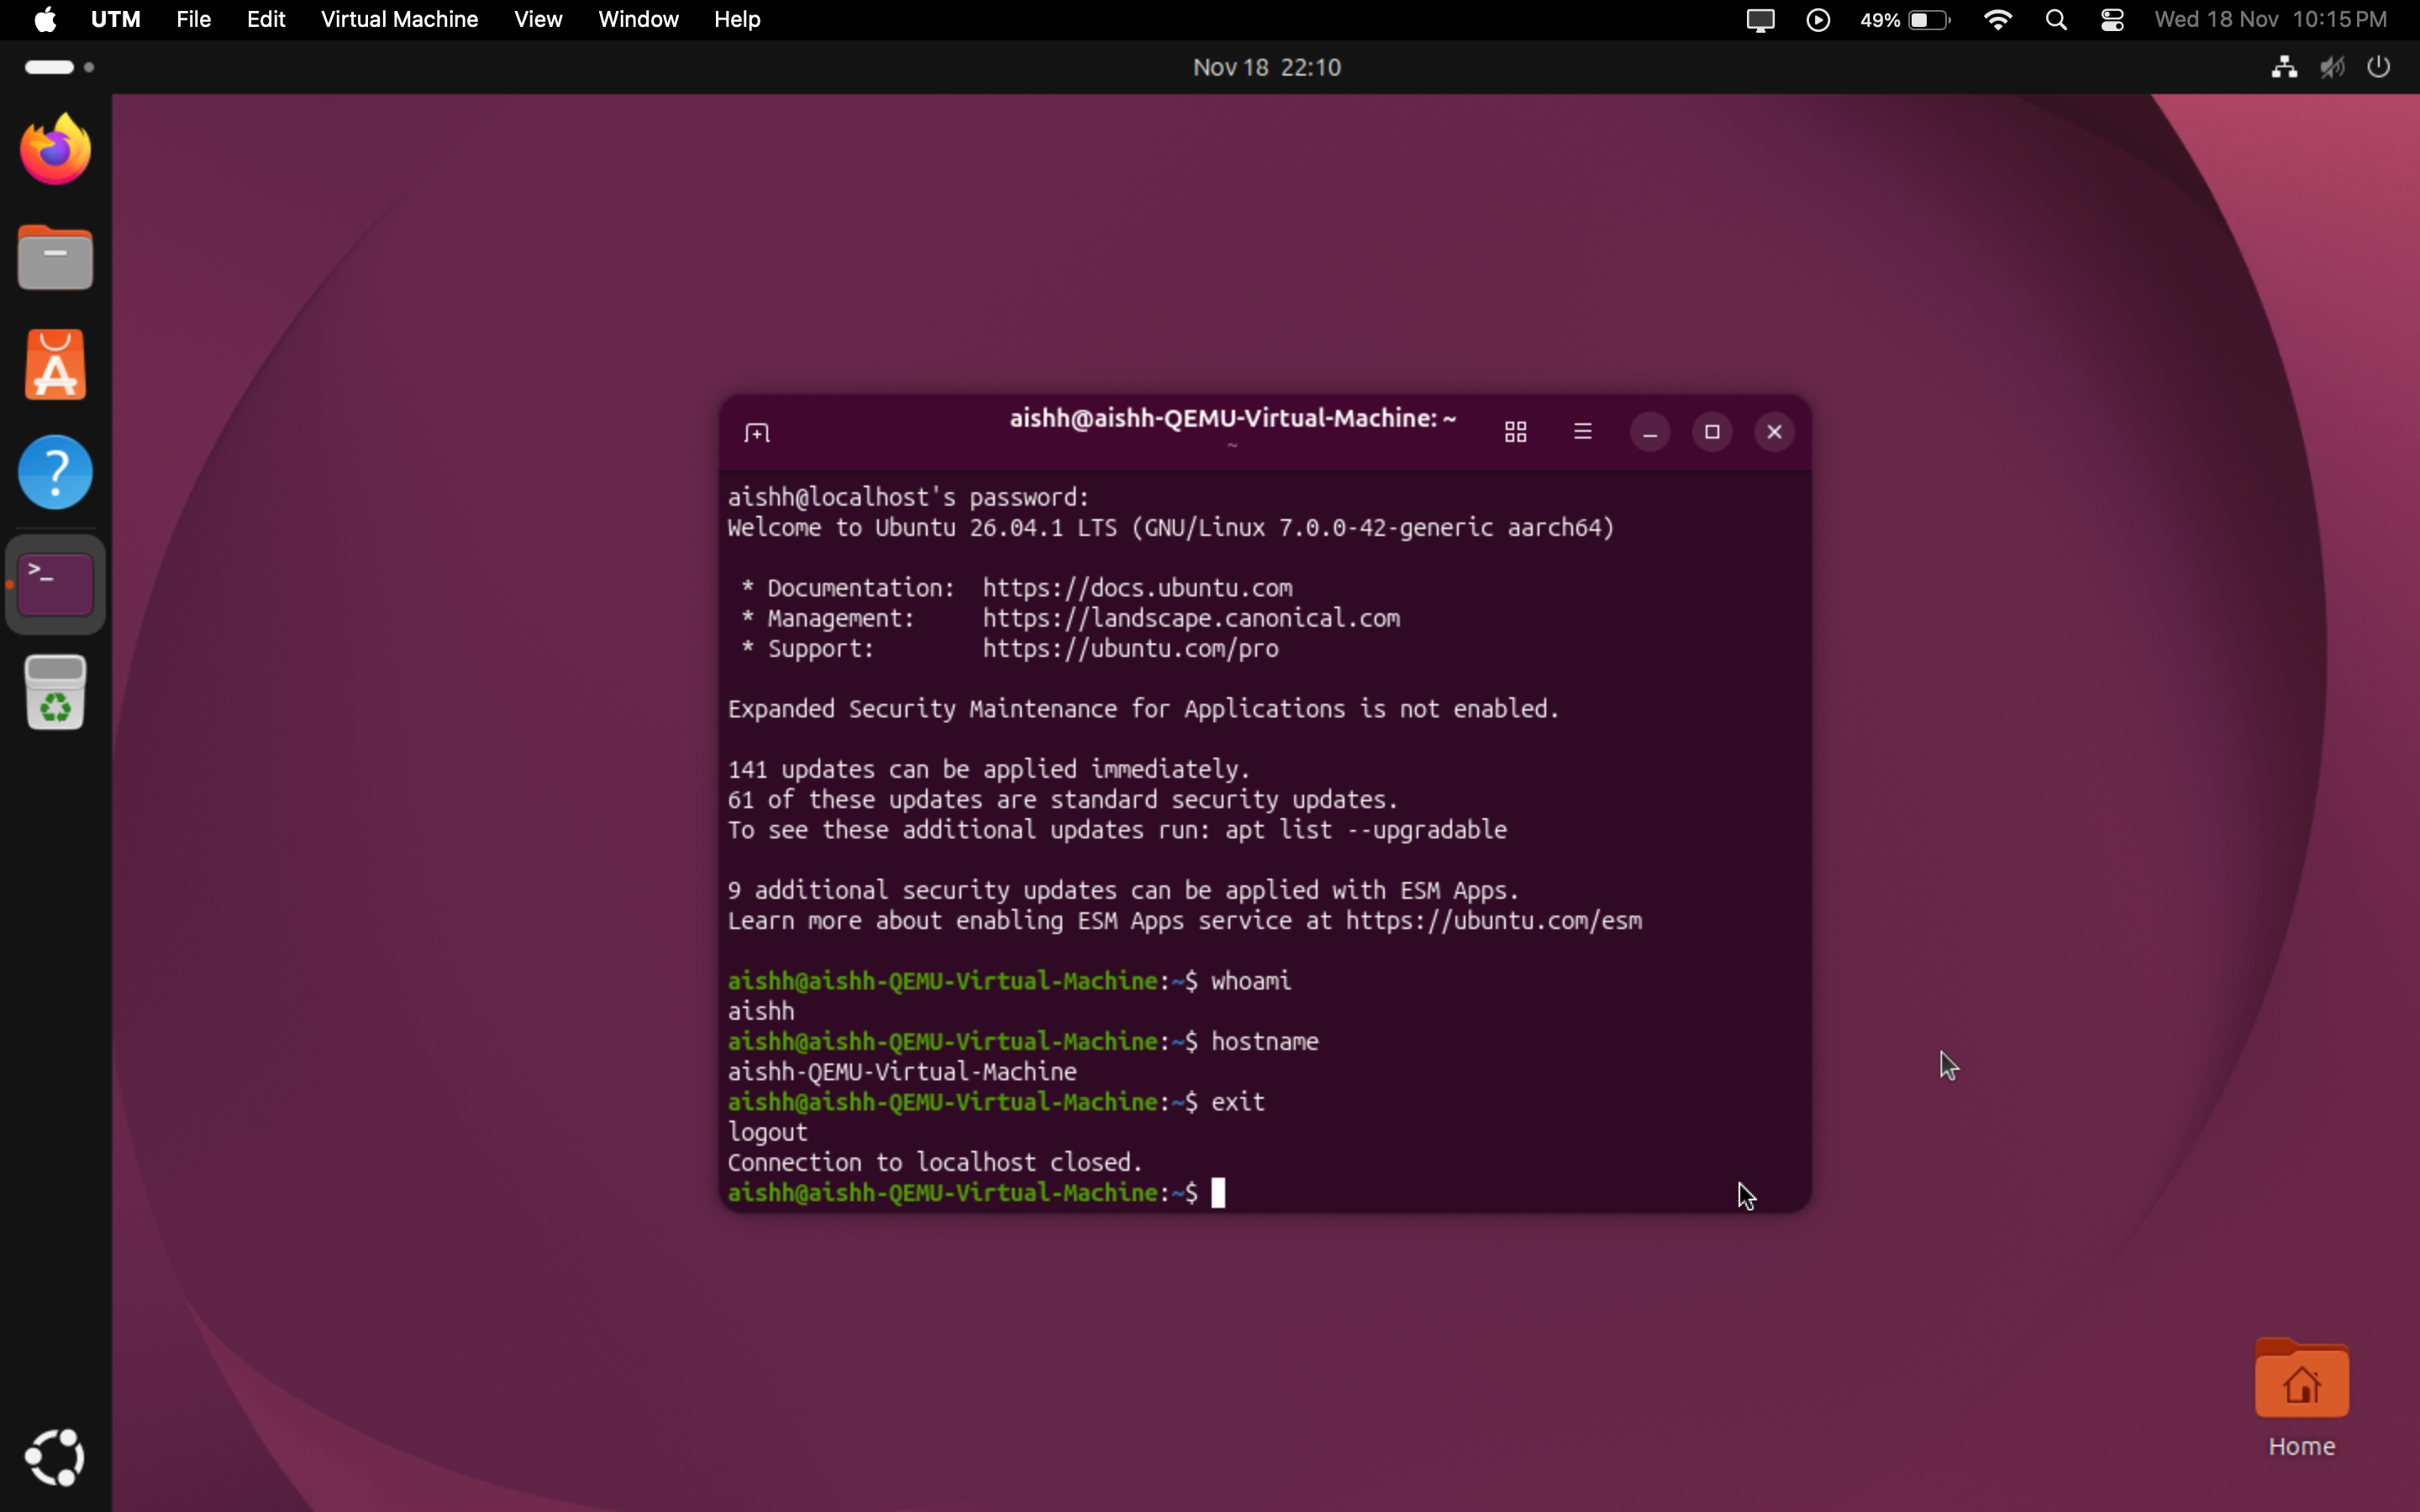 UTM File Edit Virtual Machine View Window Help 49% Wed 18 Nov 10:15 PM
Nov 18 22:10
aishh@aishh-QEMU-Virtual-Machine: ~
~
aishh@localhost's password:
Welcome to Ubuntu 26.04.1 LTS (GNU/Linux 7.0.0-42-generic aarch64)
* Documentation: https://docs.ubuntu.com
* Management: https://landscape.canonical.com
* Support: https://ubuntu.com/pro
Expanded Security Maintenance for Applications is not enabled.
141 updates can be applied immediately.
61 of these updates are standard security updates.
To see these additional updates run: apt list --upgradable
9 additional security updates can be applied with ESM Apps.
Learn more about enabling ESM Apps service at https://ubuntu.com/esm
aishh@aishh-QEMU-Virtual-Machine:~$ whoami
aishh
aishh@aishh-QEMU-Virtual-Machine:~$ hostname
aishh-QEMU-Virtual-Machine
aishh@aishh-QEMU-Virtual-Machine:~$ exit
logout
Connection to localhost closed.
aishh@aishh-QEMU-Virtual-Machine:~$
Home